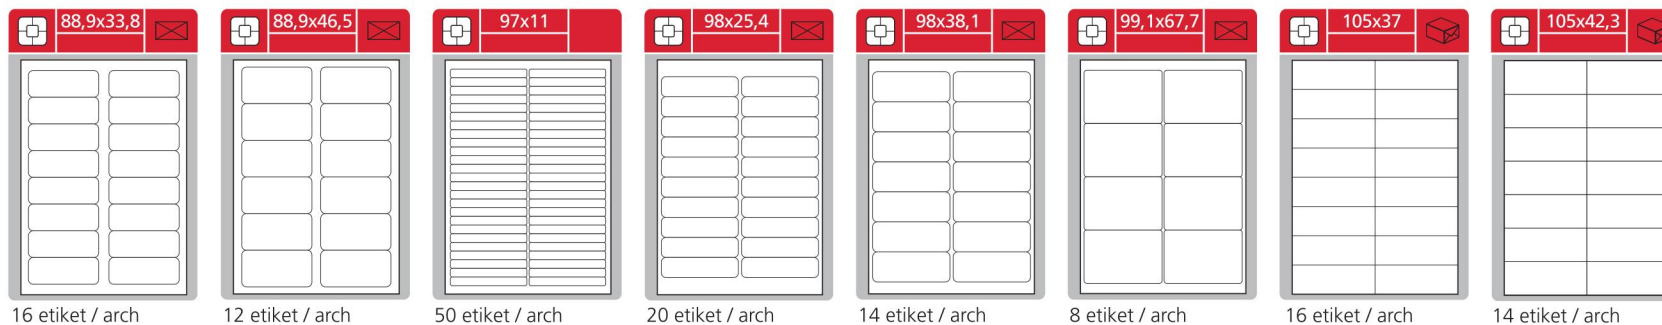 88,9x33,8
88,9x46,5
97x11
98x25,4
98x38,1
99,1x67,7
105x37
105x42,3
16 etiket / arch
12 etiket / arch
50 etiket / arch
20 etiket / arch
14 etiket / arch
8 etiket / arch
16 etiket / arch
14 etiket / arch